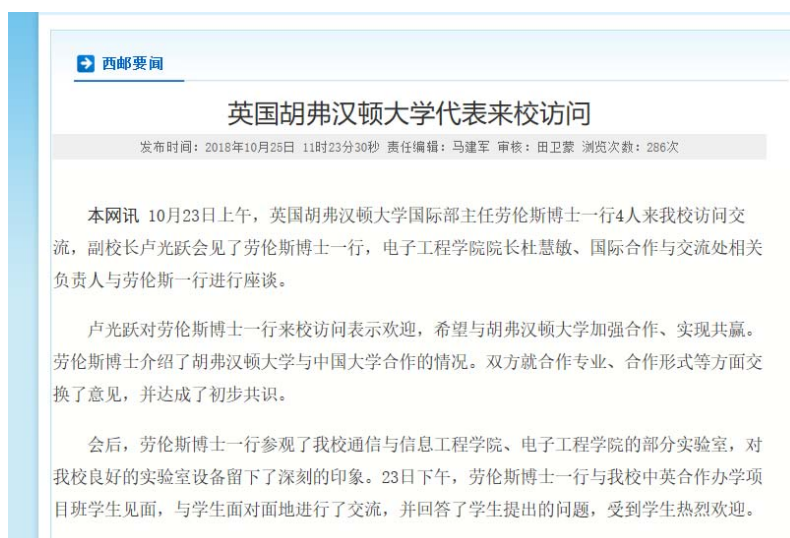 西邮要闻
英国胡弗汉顿大学代表来校访问
发布时间：2018年10月25日 11时23分30秒 责任编辑：马建军 审核：田卫蒙 浏览次数：286次
本网讯 10月23日上午，英国胡弗汉顿大学国际部主任劳伦斯博士一行4人来我校访问交
流，副校长卢光跃会见了劳伦斯博士一行，电子工程学院院长杜慧敏、国际合作与交流处相关
负责人与劳伦斯一行进行座谈。
卢光跃对劳伦斯博士一行来校访问表示欢迎，希望与胡弗汉顿大学加强合作、实现共赢。
劳伦斯博士介绍了胡弗汉顿大学与中国大学合作的情况。双方就合作专业、合作形式等方面交
换了意见，并达成了初步共识。
会后，劳伦斯博士一行参观了我校通信与信息工程学院、电子工程学院的部分实验室，对
我校良好的实验室设备留下了深刻的印象。23日下午，劳伦斯博士一行与我校中英合作办学项
目班学生见面，与学生面对面地进行了交流，并回答了学生提出的问题，受到学生热烈欢迎。